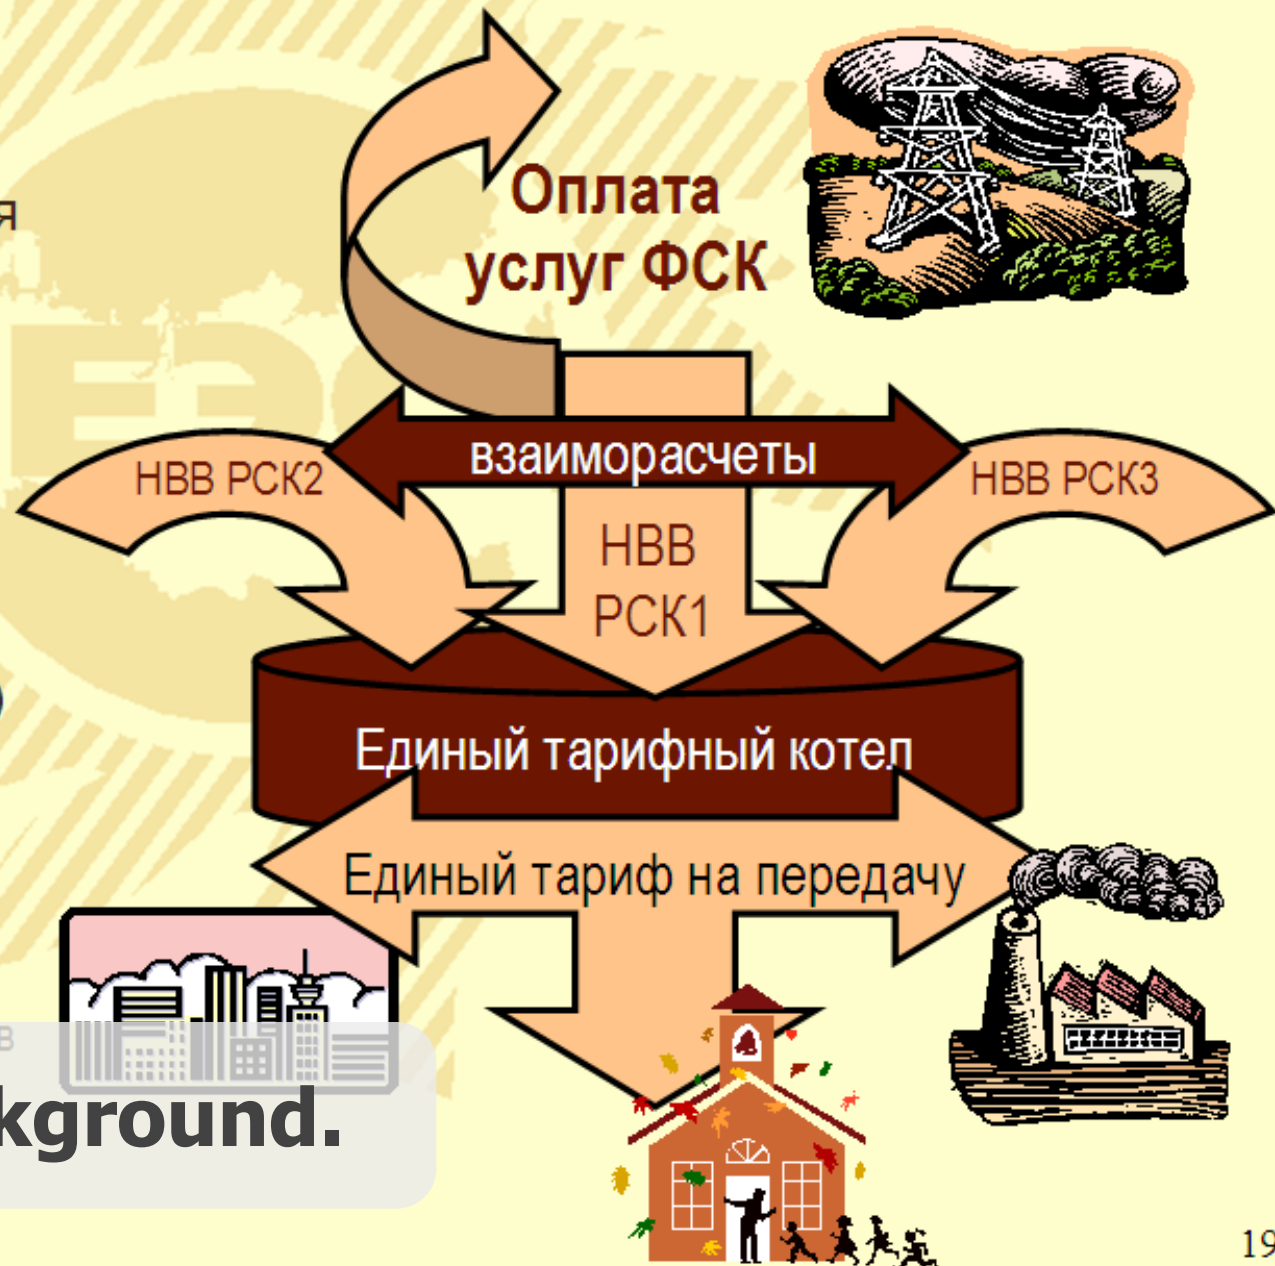 я
Оплата
услуг ФСК
ЕЭС
взаиморасчеты
НВВ РСК2
НВВ РСК3
НВВ
РСК1
)
Единый тарифный котел
Единый тариф на передачу
в
kground.
19